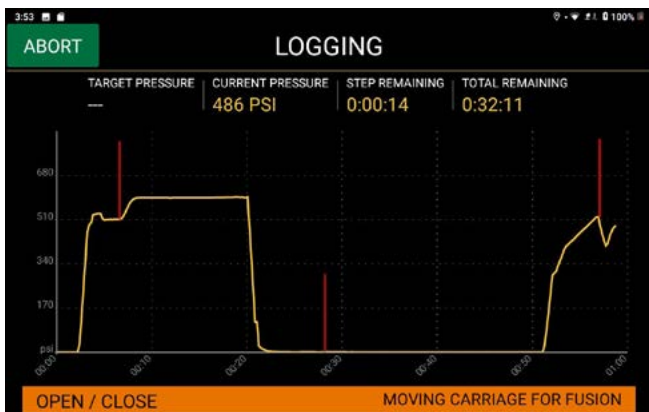 3:53 100%
ABORT LOGGING
TARGET PRESSURE CURRENT PRESSURE STEP REMAINING TOTAL REMAINING
--- 486 PSI 0:00:14 0:32:11
680
510
340
170
psi
00:00 00:10 00:20 00:30 00:40 00:50 01:00
OPEN / CLOSE MOVING CARRIAGE FOR FUSION